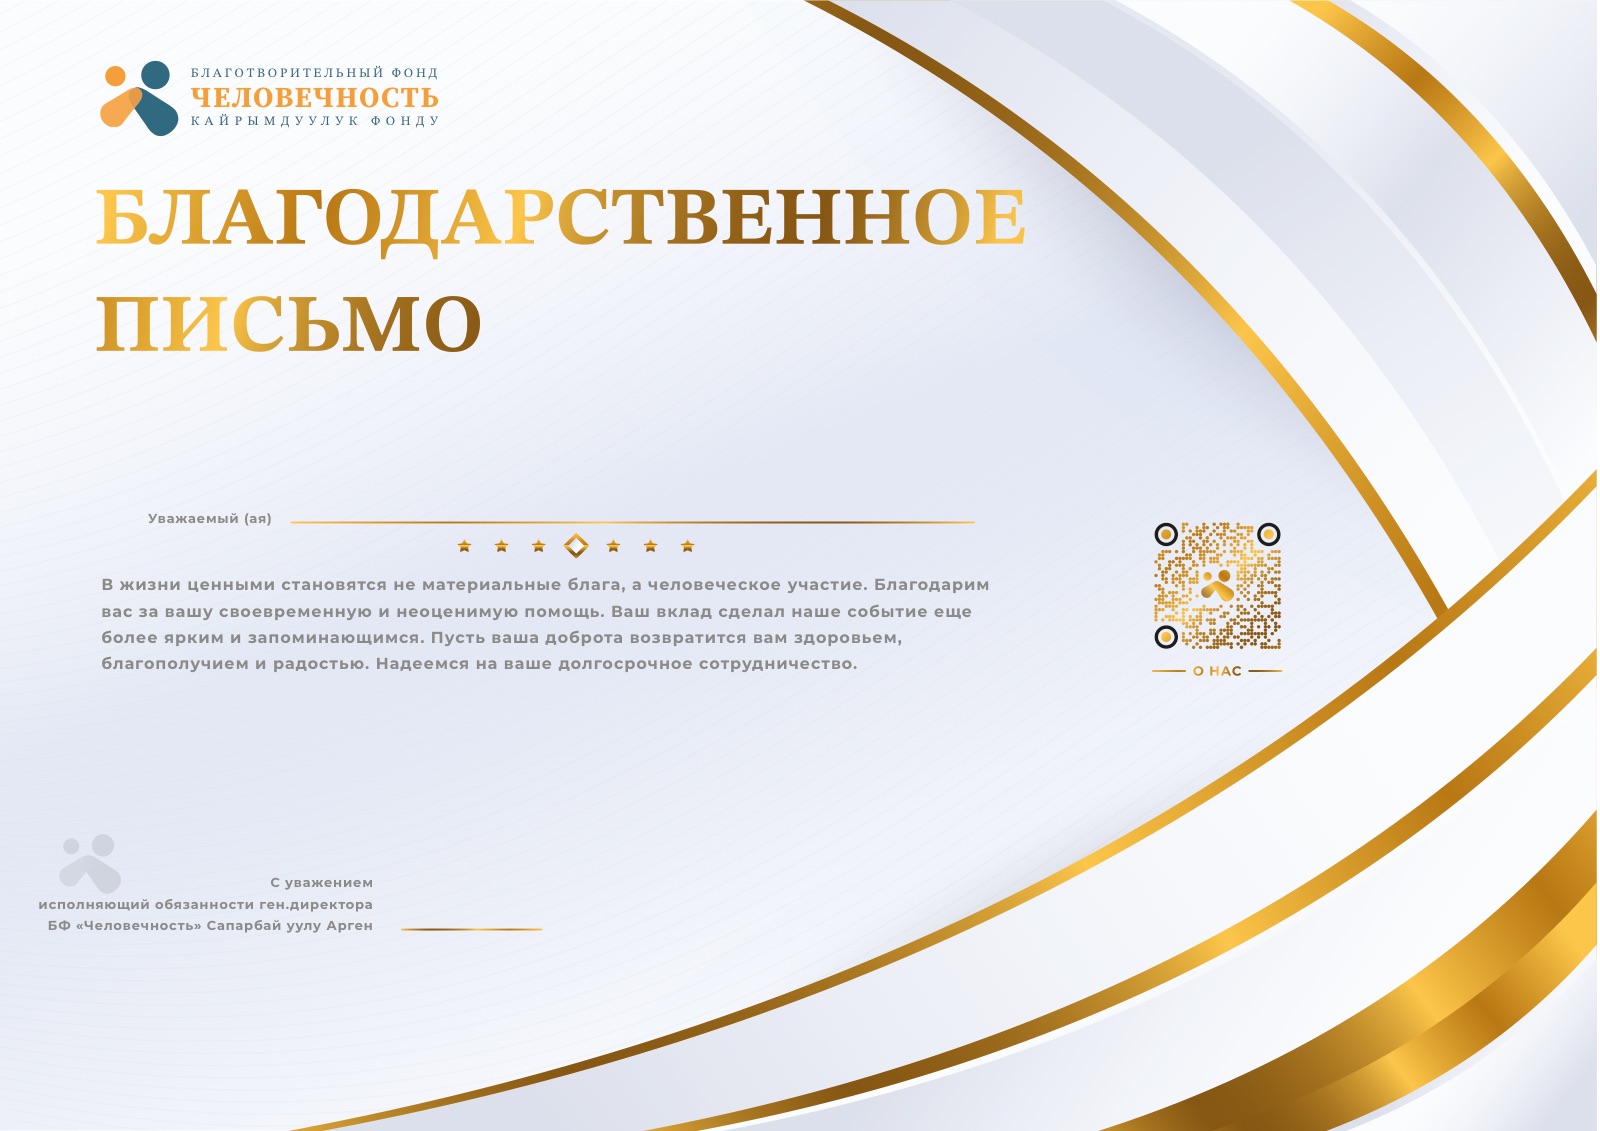 БЛАГОТВОРИТЕЛЬНЫЙ ФОНД
ЧЕЛОВЕЧНОСТЬ
КАЙРЫМДУУЛУК ФОНДУ
БЛАГОДАРСТВЕННОЕ
ПИСЬМО
Уважаемый (ая)
В жизни ценными становятся не материальные блага, а человеческое участие. Благодарим
вас за вашу своевременную и неоценимую помощь. Ваш вклад сделал наше событие еще
более ярким и запоминающимся. Пусть ваша доброта возвратится вам здоровьем,
благополучием и радостью. Надеемся на ваше долгосрочное сотрудничество.
О НАС
С уважением
исполняющий обязанности ген.директора
БФ «Человечность» Сапарбай уулу Арген